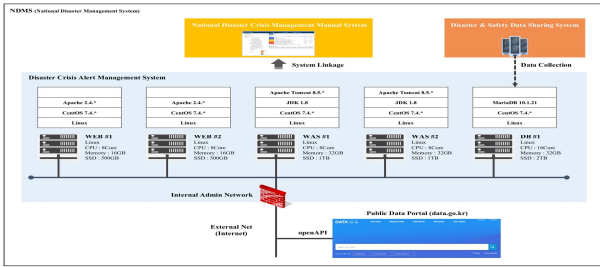 NDMS (National Disaster Management System)
National Disaster Crisis Management Manual System
Disaster & Safety Data Sharing System
System Linkage
Data Collection
Disaster Crisis Alert Management System
Apache 2.4.*
CentOS 7.4.*
Linux
Apache 2.4.*
CentOS 7.4.*
Linux
Apache Tomcat 8.5.*
JDK 1.8
CentOS 7.4.*
Linux
Apache Tomcat 8.5.*
JDK 1.8
CentOS 7.4.*
Linux
MariaDB 10.1.21
CentOS 7.4.*
Linux
WEB #1
Linux
CPU : 8Core
Memory : 16GB
SSD : 500GB
WEB #2
Linux
CPU : 8Core
Memory : 16GB
SSD : 500GB
WAS #1
Linux
CPU : 8Core
Memory : 32GB
SSD : 1TB
WAS #2
Linux
CPU : 8Core
Memory : 32GB
SSD : 1TB
DB #1
Linux
CPU : 16Core
Memory : 32GB
SSD : 2TB
Internal Admin Network
External Net
(Internet)
openAPI
Public Data Portal (data.go.kr)
DATA